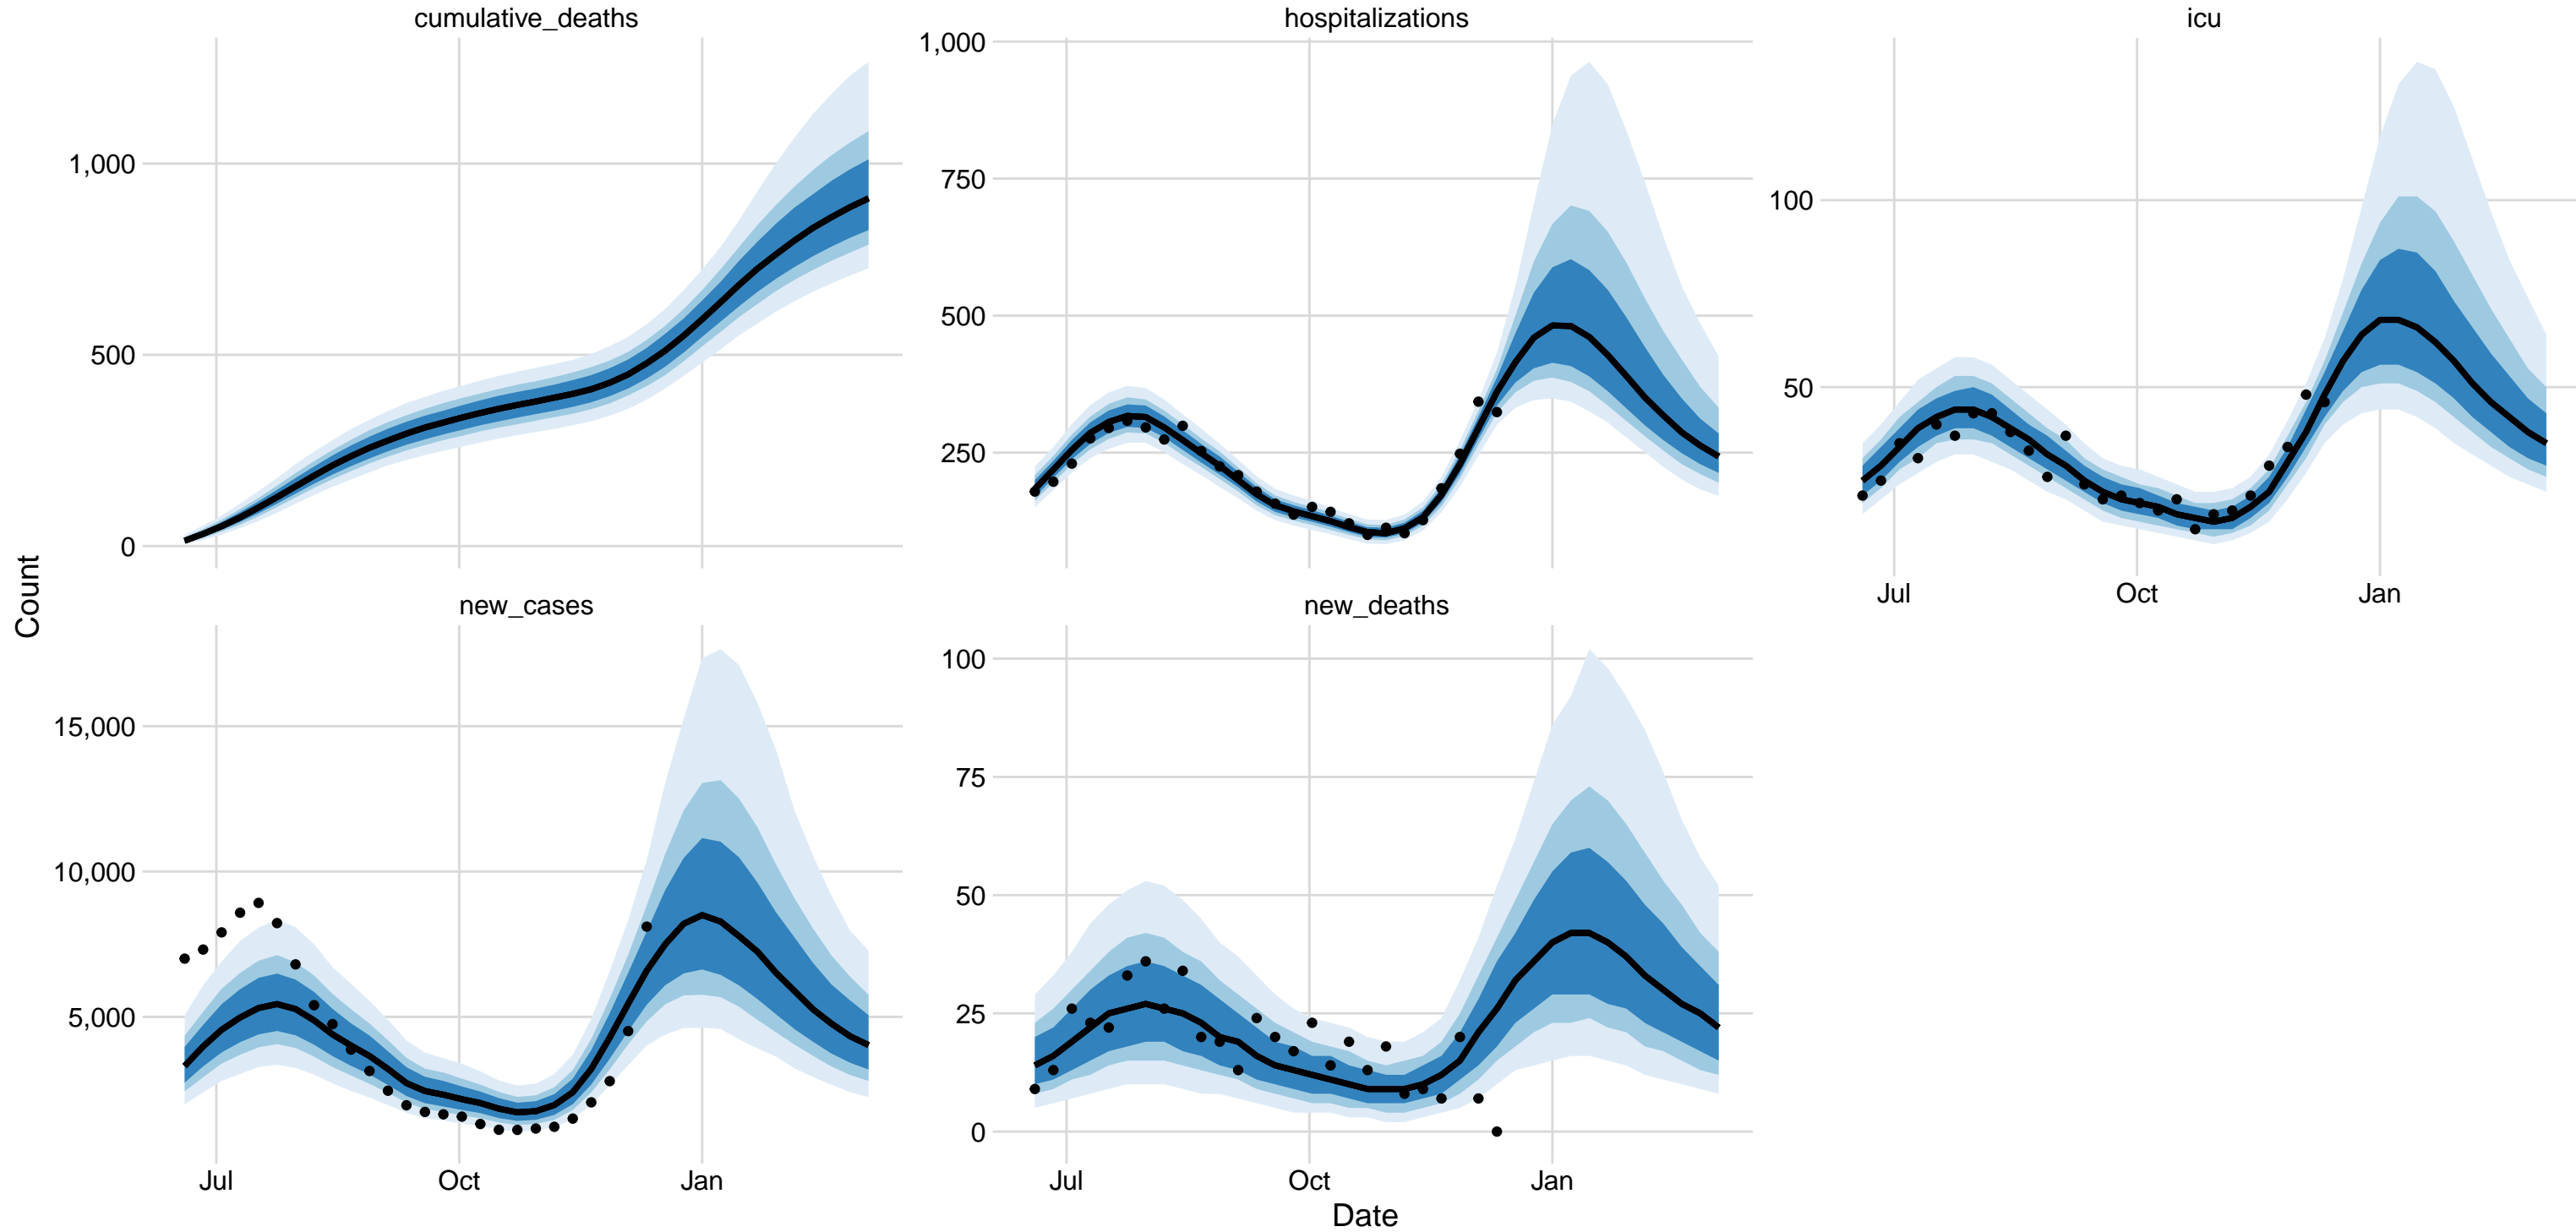 cumulative_deaths
hospitalizations
icu
1,000
500
0
1,000
750
500
250
100
50
Jul
Oct
Jan
Count
new_cases
new_deaths
15,000
10,000
5,000
100
75
50
25
0
Jul
Oct
Jan
Jul
Oct
Jan
Date